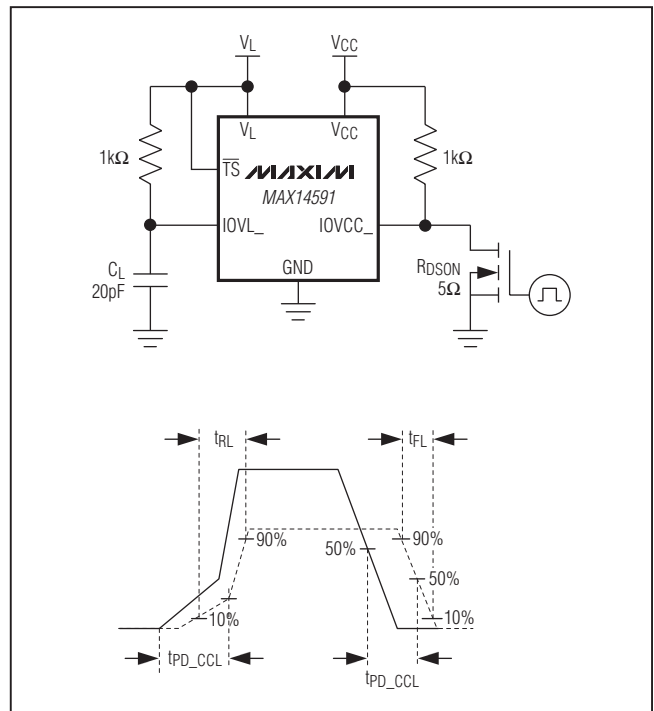 VL VCC
VL VCC
1kΩ 1kΩ
TS MAXIM
MAX14591
IOVL_ IOVCC_
CL
20pF
GND
RDSON
5Ω
tRL tFL
90% 50% 90%
50%
10% 10%
tPD_CCL tPD_CCL